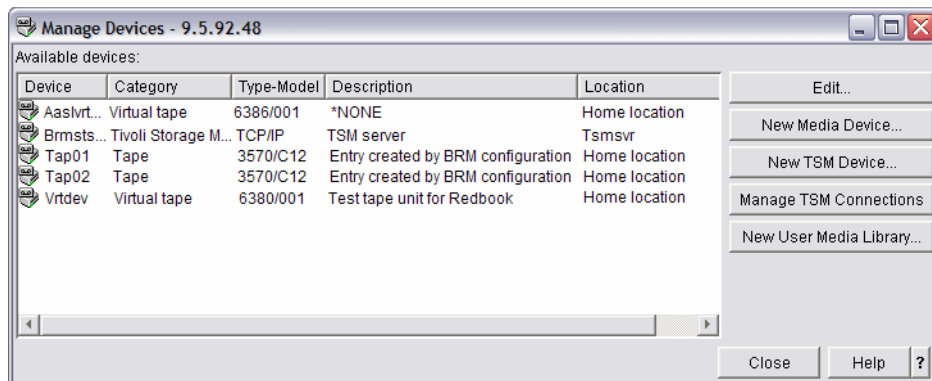 Manage Devices - 9.5.92.48
Available devices:
Device Category Type-Model Description Location
Aaslvrt... Virtual tape 6386/001 *NONE Home location
Brmsts... Tivoli Storage M... TCP/IP TSM server Tsmsvr
Tap01 Tape 3570/C12 Entry created by BRM configuration Home location
Tap02 Tape 3570/C12 Entry created by BRM configuration Home location
Vrtdev Virtual tape 6380/001 Test tape unit for Redbook Home location
Edit...
New Media Device...
New TSM Device...
Manage TSM Connections
New User Media Library...
Close Help ?